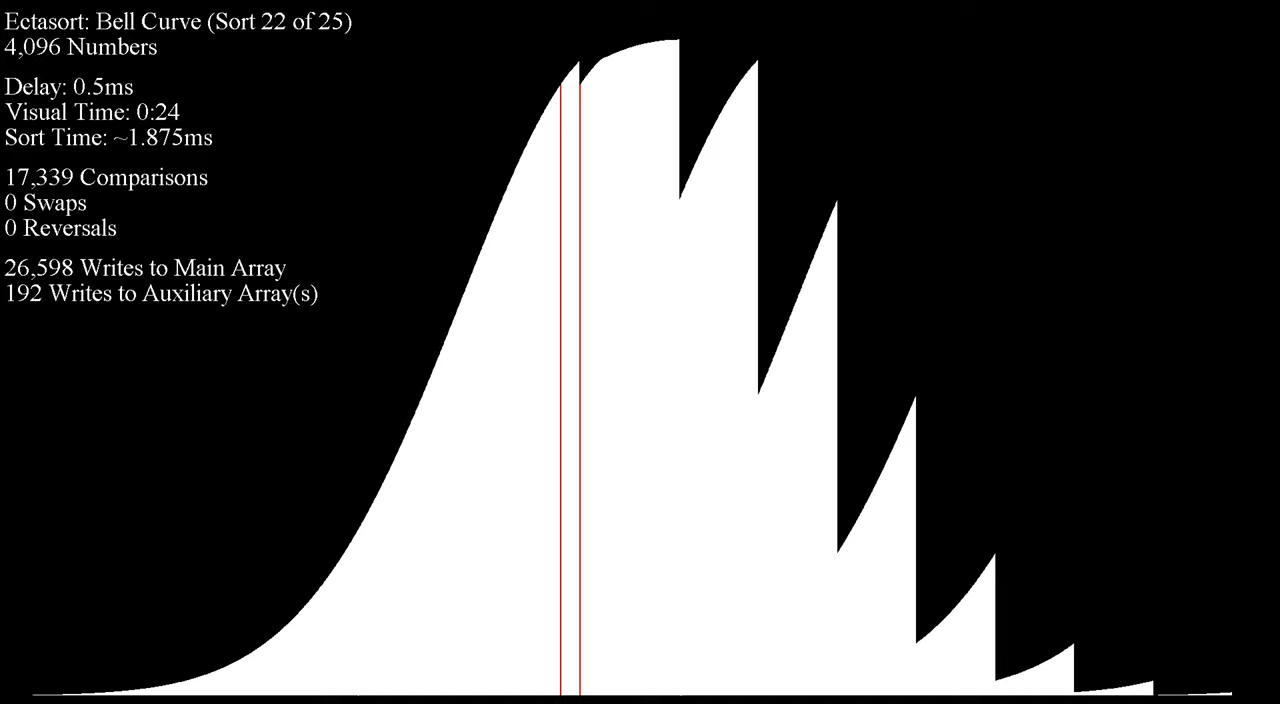 Ectasort: Bell Curve (Sort 22 of 25)
4,096 Numbers
Delay: 0.5ms
Visual Time: 0:24
Sort Time: ~1.875ms
17,339 Comparisons
0 Swaps
0 Reversals
26,598 Writes to Main Array
192 Writes to Auxiliary Array(s)